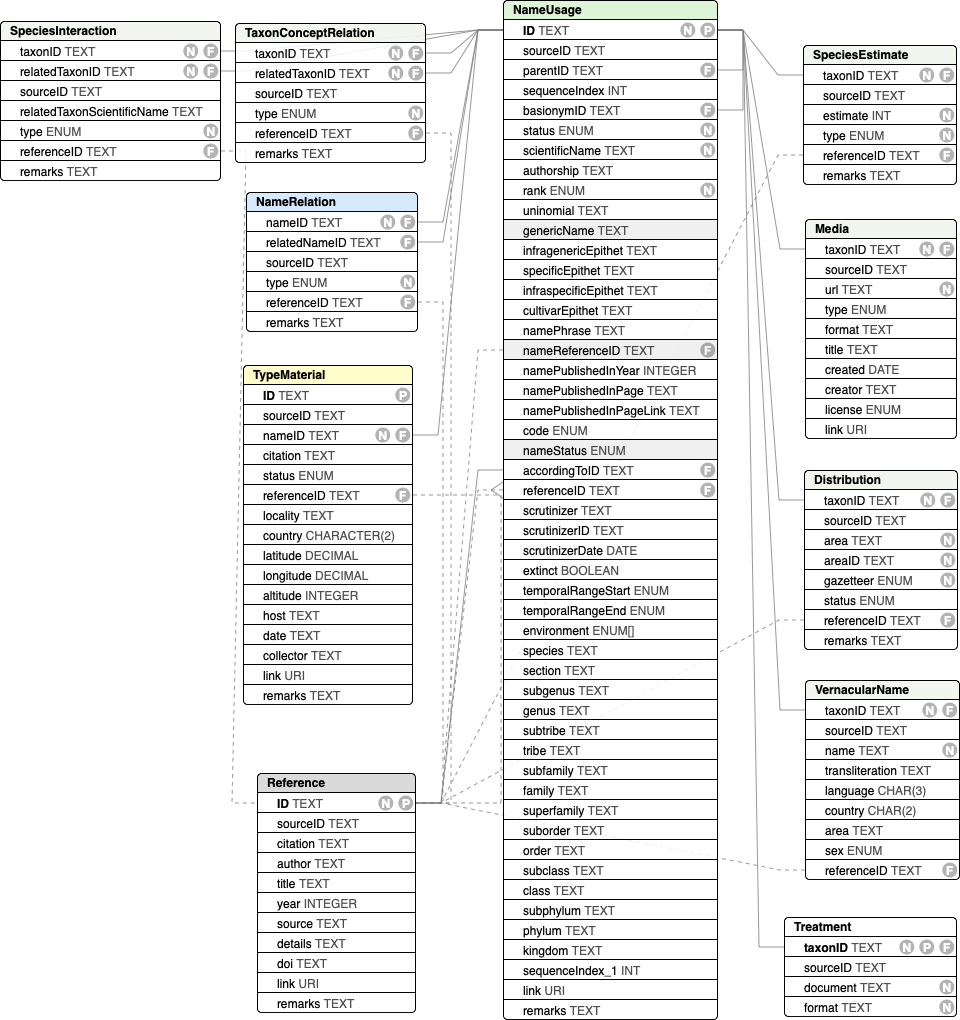 SpeciesInteraction
taxonID TEXT N F
relatedTaxonID TEXT N F
sourceID TEXT
relatedTaxonScientificName TEXT
type ENUM N
referenceID TEXT F
remarks TEXT
TaxonConceptRelation
taxonID TEXT N F
relatedTaxonID TEXT N F
sourceID TEXT
type ENUM N
referenceID TEXT F
remarks TEXT
NameRelation
nameID TEXT N F
relatedNameID TEXT F
sourceID TEXT
type ENUM N
referenceID TEXT F
remarks TEXT
TypeMaterial
ID TEXT P
sourceID TEXT
nameID TEXT N F
citation TEXT
status ENUM
referenceID TEXT F
locality TEXT
country CHARACTER(2)
latitude DECIMAL
longitude DECIMAL
altitude INTEGER
host TEXT
date TEXT
collector TEXT
link URI
remarks TEXT
Reference
ID TEXT N P
sourceID TEXT
citation TEXT
author TEXT
title TEXT
year INTEGER
source TEXT
details TEXT
doi TEXT
link URI
remarks TEXT
NameUsage
ID TEXT N P
sourceID TEXT
parentID TEXT F
sequenceIndex INT
basionymID TEXT F
status ENUM N
scientificName TEXT N
authorship TEXT
rank ENUM N
uninomial TEXT
genericName TEXT
infragenericEpithet TEXT
specificEpithet TEXT
infraspecificEpithet TEXT
cultivarEpithet TEXT
namePhrase TEXT
nameReferenceID TEXT F
namePublishedInYear INTEGER
namePublishedInPage TEXT
namePublishedInPageLink TEXT
code ENUM
nameStatus ENUM
accordingToID TEXT F
referenceID TEXT F
scrutinizer TEXT
scrutinizerID TEXT
scrutinizerDate DATE
extinct BOOLEAN
temporalRangeStart ENUM
temporalRangeEnd ENUM
environment ENUM[]
species TEXT
section TEXT
subgenus TEXT
genus TEXT
subtribe TEXT
tribe TEXT
subfamily TEXT
family TEXT
superfamily TEXT
suborder TEXT
order TEXT
subclass TEXT
class TEXT
subphylum TEXT
phylum TEXT
kingdom TEXT
sequenceIndex_1 INT
link URI
remarks TEXT
SpeciesEstimate
taxonID TEXT N F
sourceID TEXT
estimate INT N
type ENUM N
referenceID TEXT F
remarks TEXT
Media
taxonID TEXT N F
sourceID TEXT
url TEXT N
type ENUM
format TEXT
title TEXT
created DATE
creator TEXT
license ENUM
link URI
Distribution
taxonID TEXT N F
sourceID TEXT
area TEXT N
areaID TEXT N
gazetteer ENUM N
status ENUM
referenceID TEXT F
remarks TEXT
VernacularName
taxonID TEXT N F
sourceID TEXT
name TEXT N
transliteration TEXT
language CHAR(3)
country CHAR(2)
area TEXT
sex ENUM
referenceID TEXT F
Treatment
taxonID TEXT N P F
sourceID TEXT
document TEXT N
format TEXT N